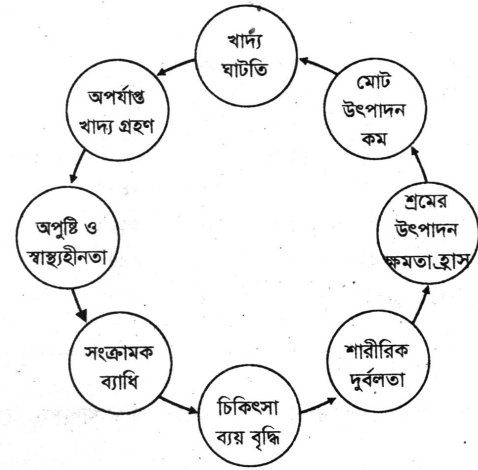 খাদ্য
ঘাটতি
অপর্যাপ্ত
খাদ্য গ্রহণ
অপুষ্টি ও
স্বাস্থ্যহীনতা
সংক্রামক
ব্যাধি
চিকিৎসা
ব্যয় বৃদ্ধি
শারীরিক
দুর্বলতা
শ্রমের
উৎপাদন
ক্ষমতা হ্রাস
মোট
উৎপাদন
কম